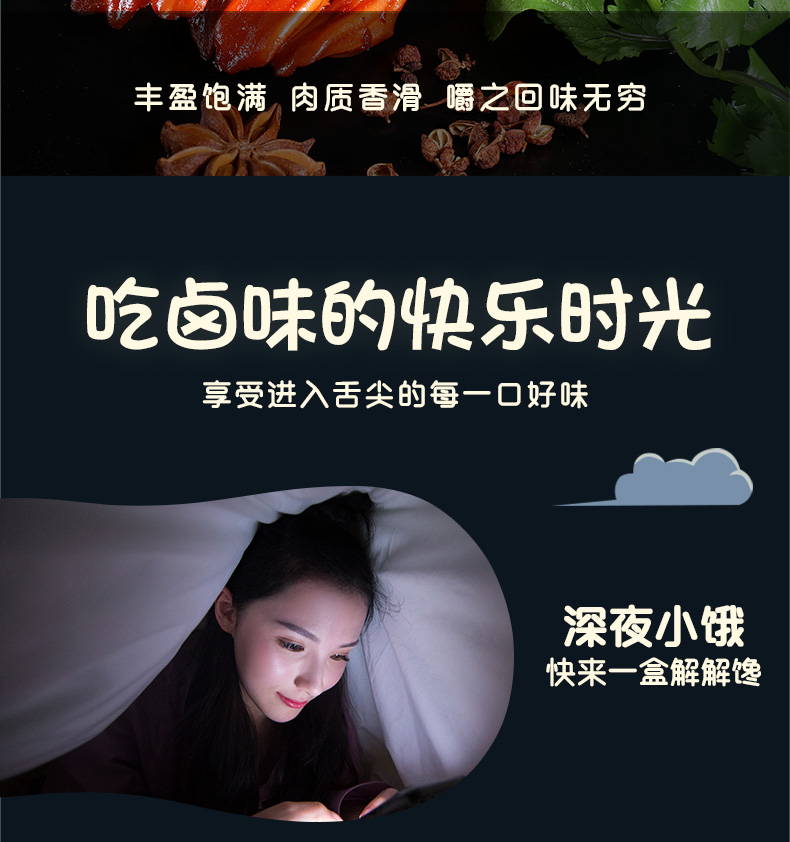 丰盈饱满 肉质香滑 嚼之回味无穷
吃卤味的快乐时光
享受进入舌尖的每一口好味
深夜小饿
快来一盒解解馋